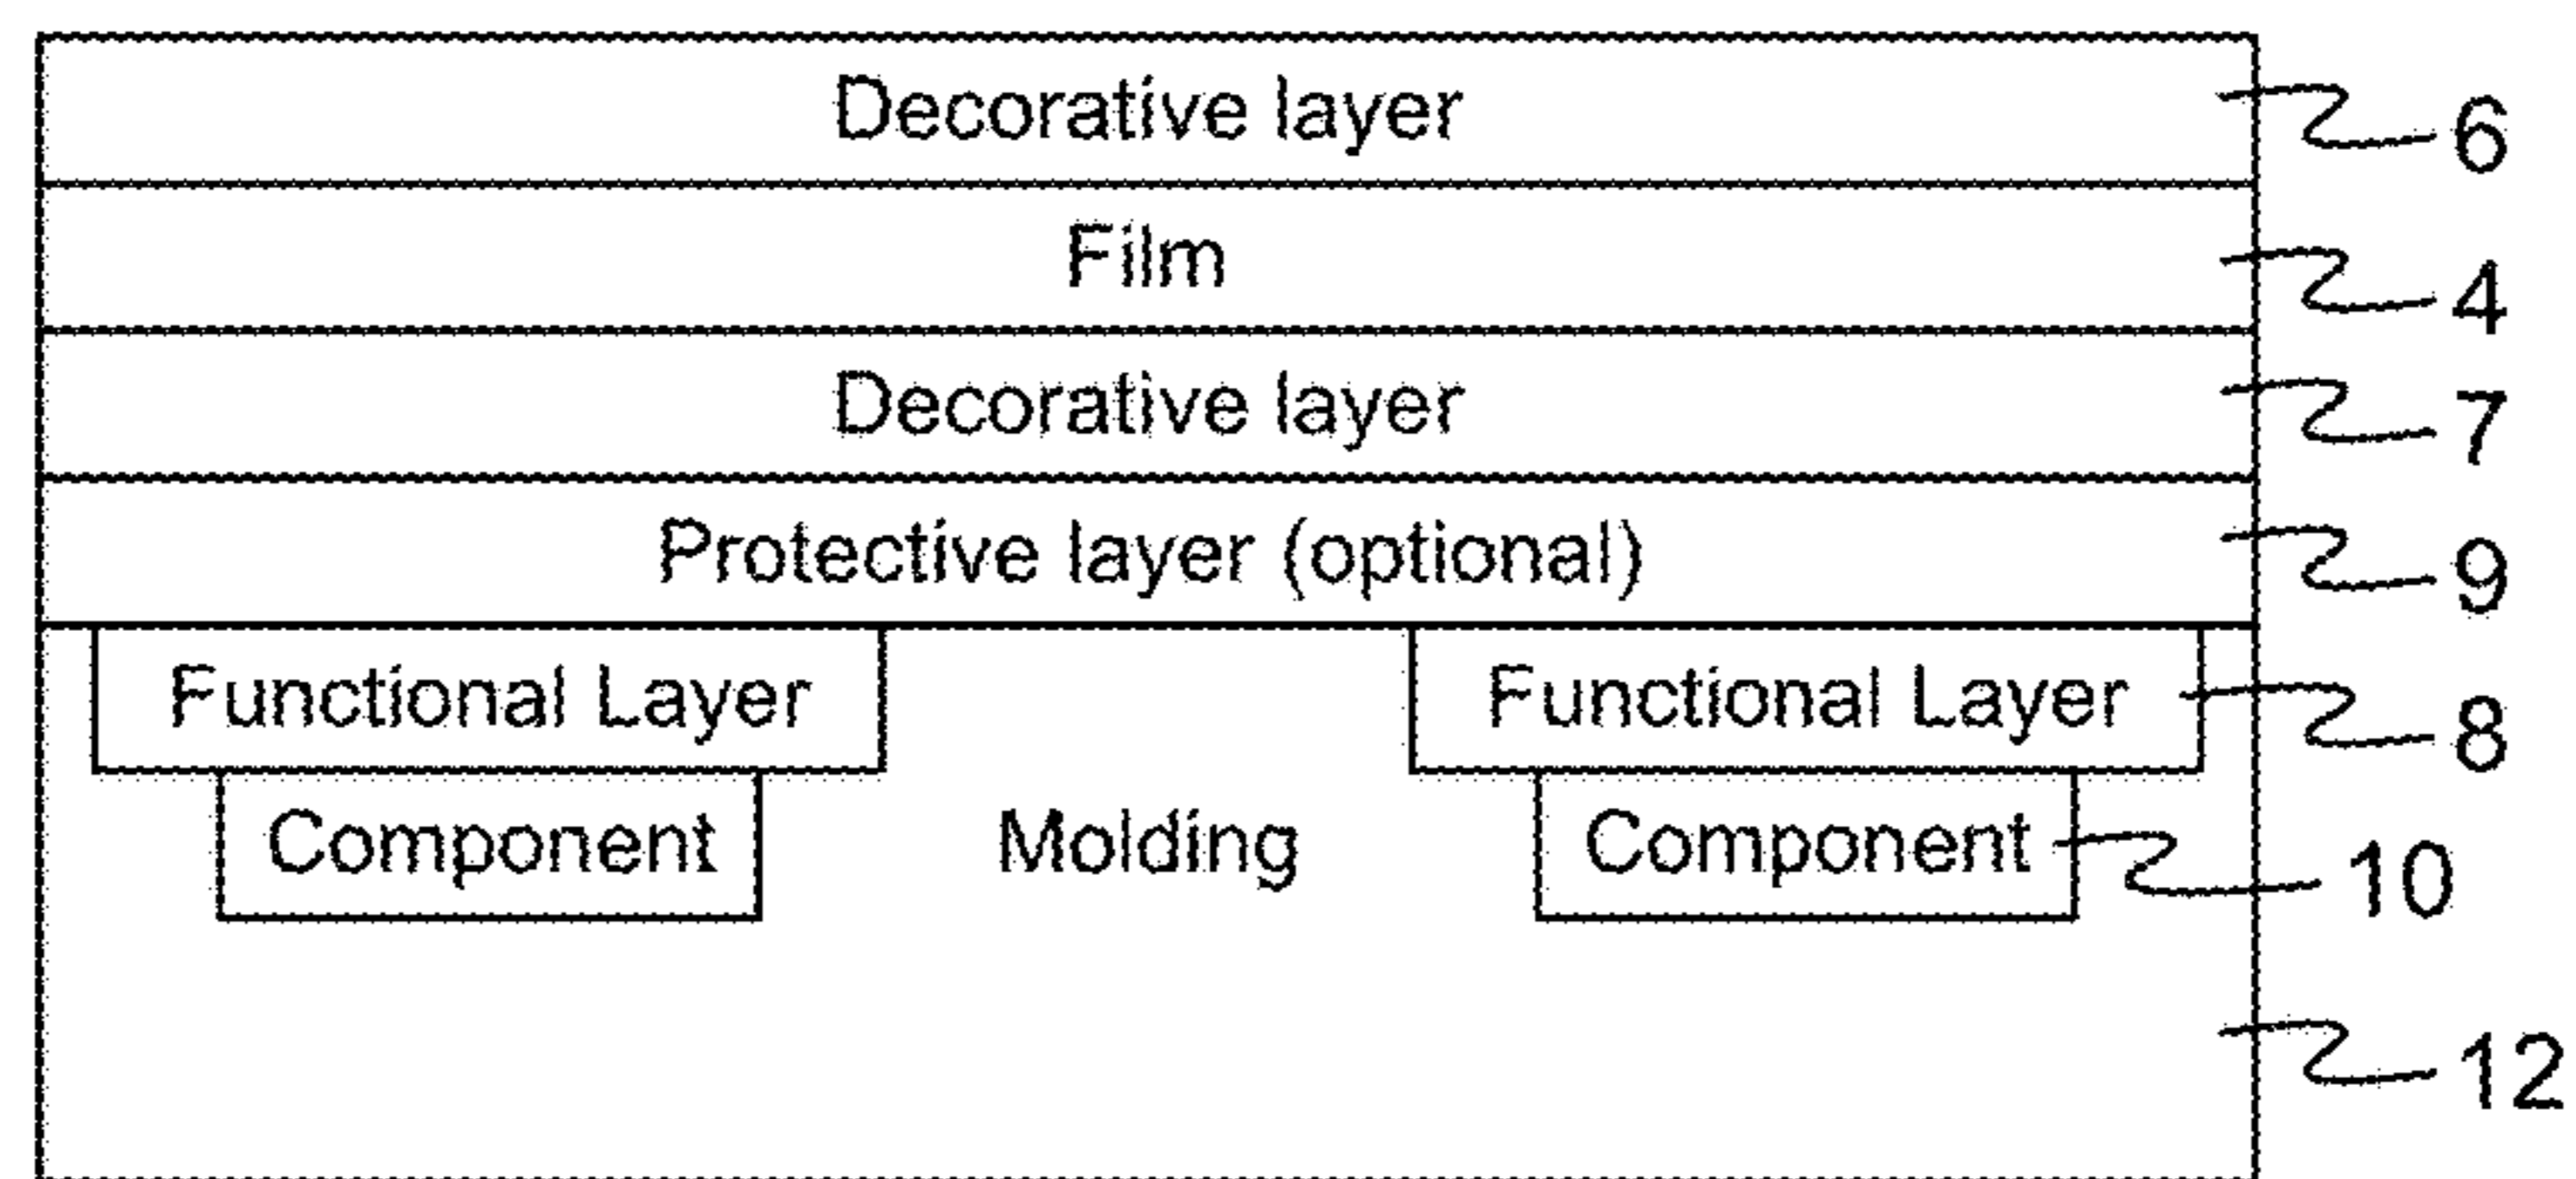 Decorative layer 6
Film 4
Decorative layer 7
Protective layer (optional) 9
Functional Layer Functional Layer 8
Component Molding Component 10
12